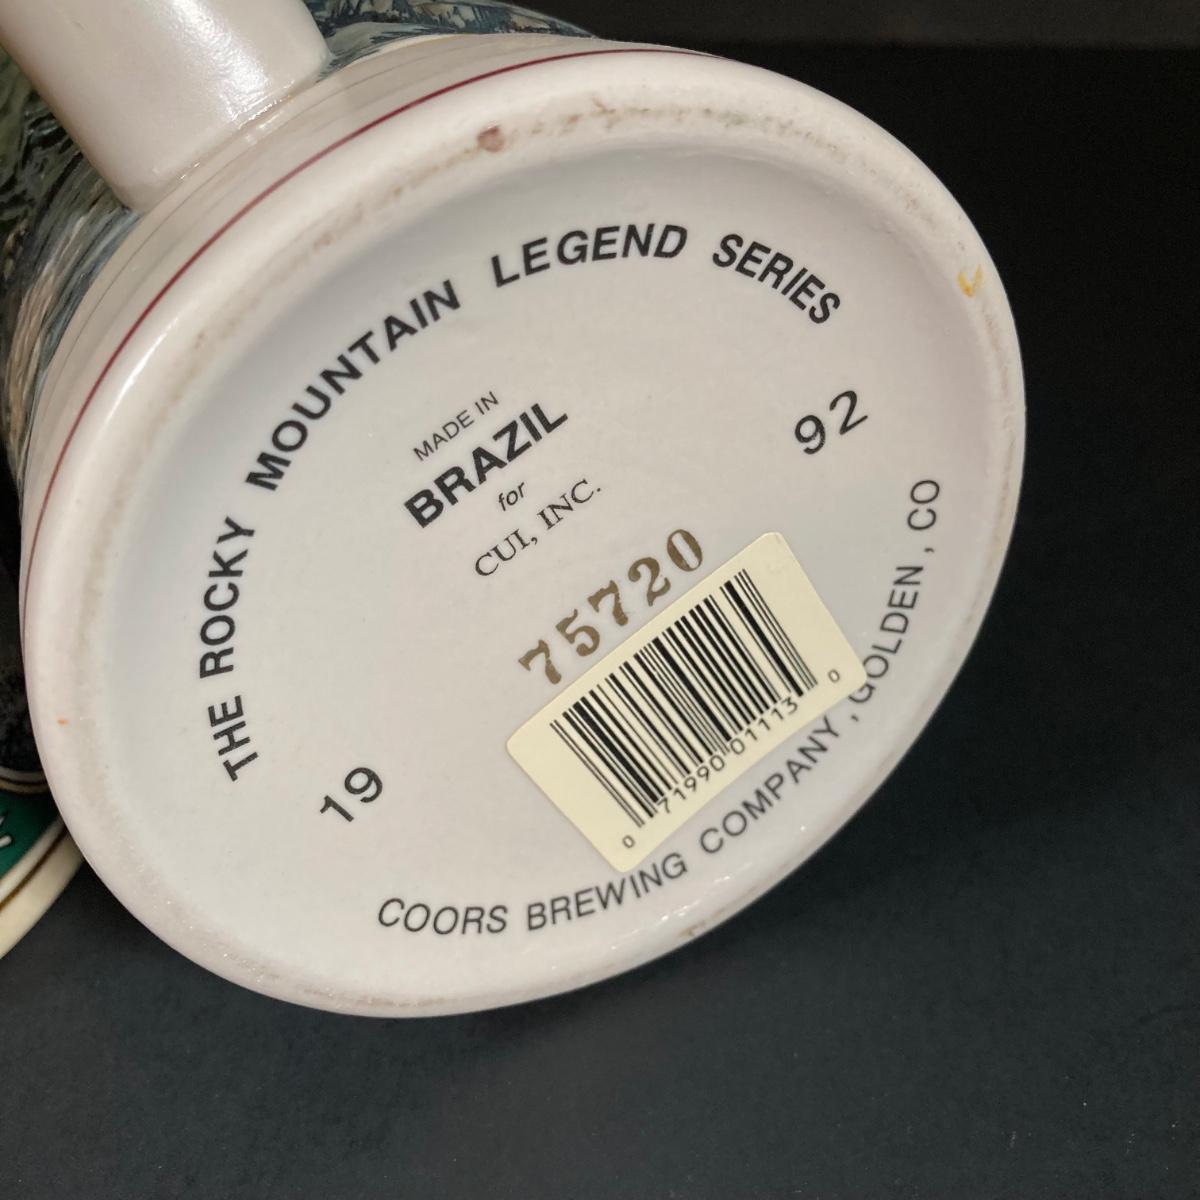 THE ROCKY MOUNTAIN LEGEND SERIES
MADE IN
BRAZIL
for
CUI, INC.
19 92
75720
0 71990 01113 0
COORS BREWING COMPANY, GOLDEN, CO